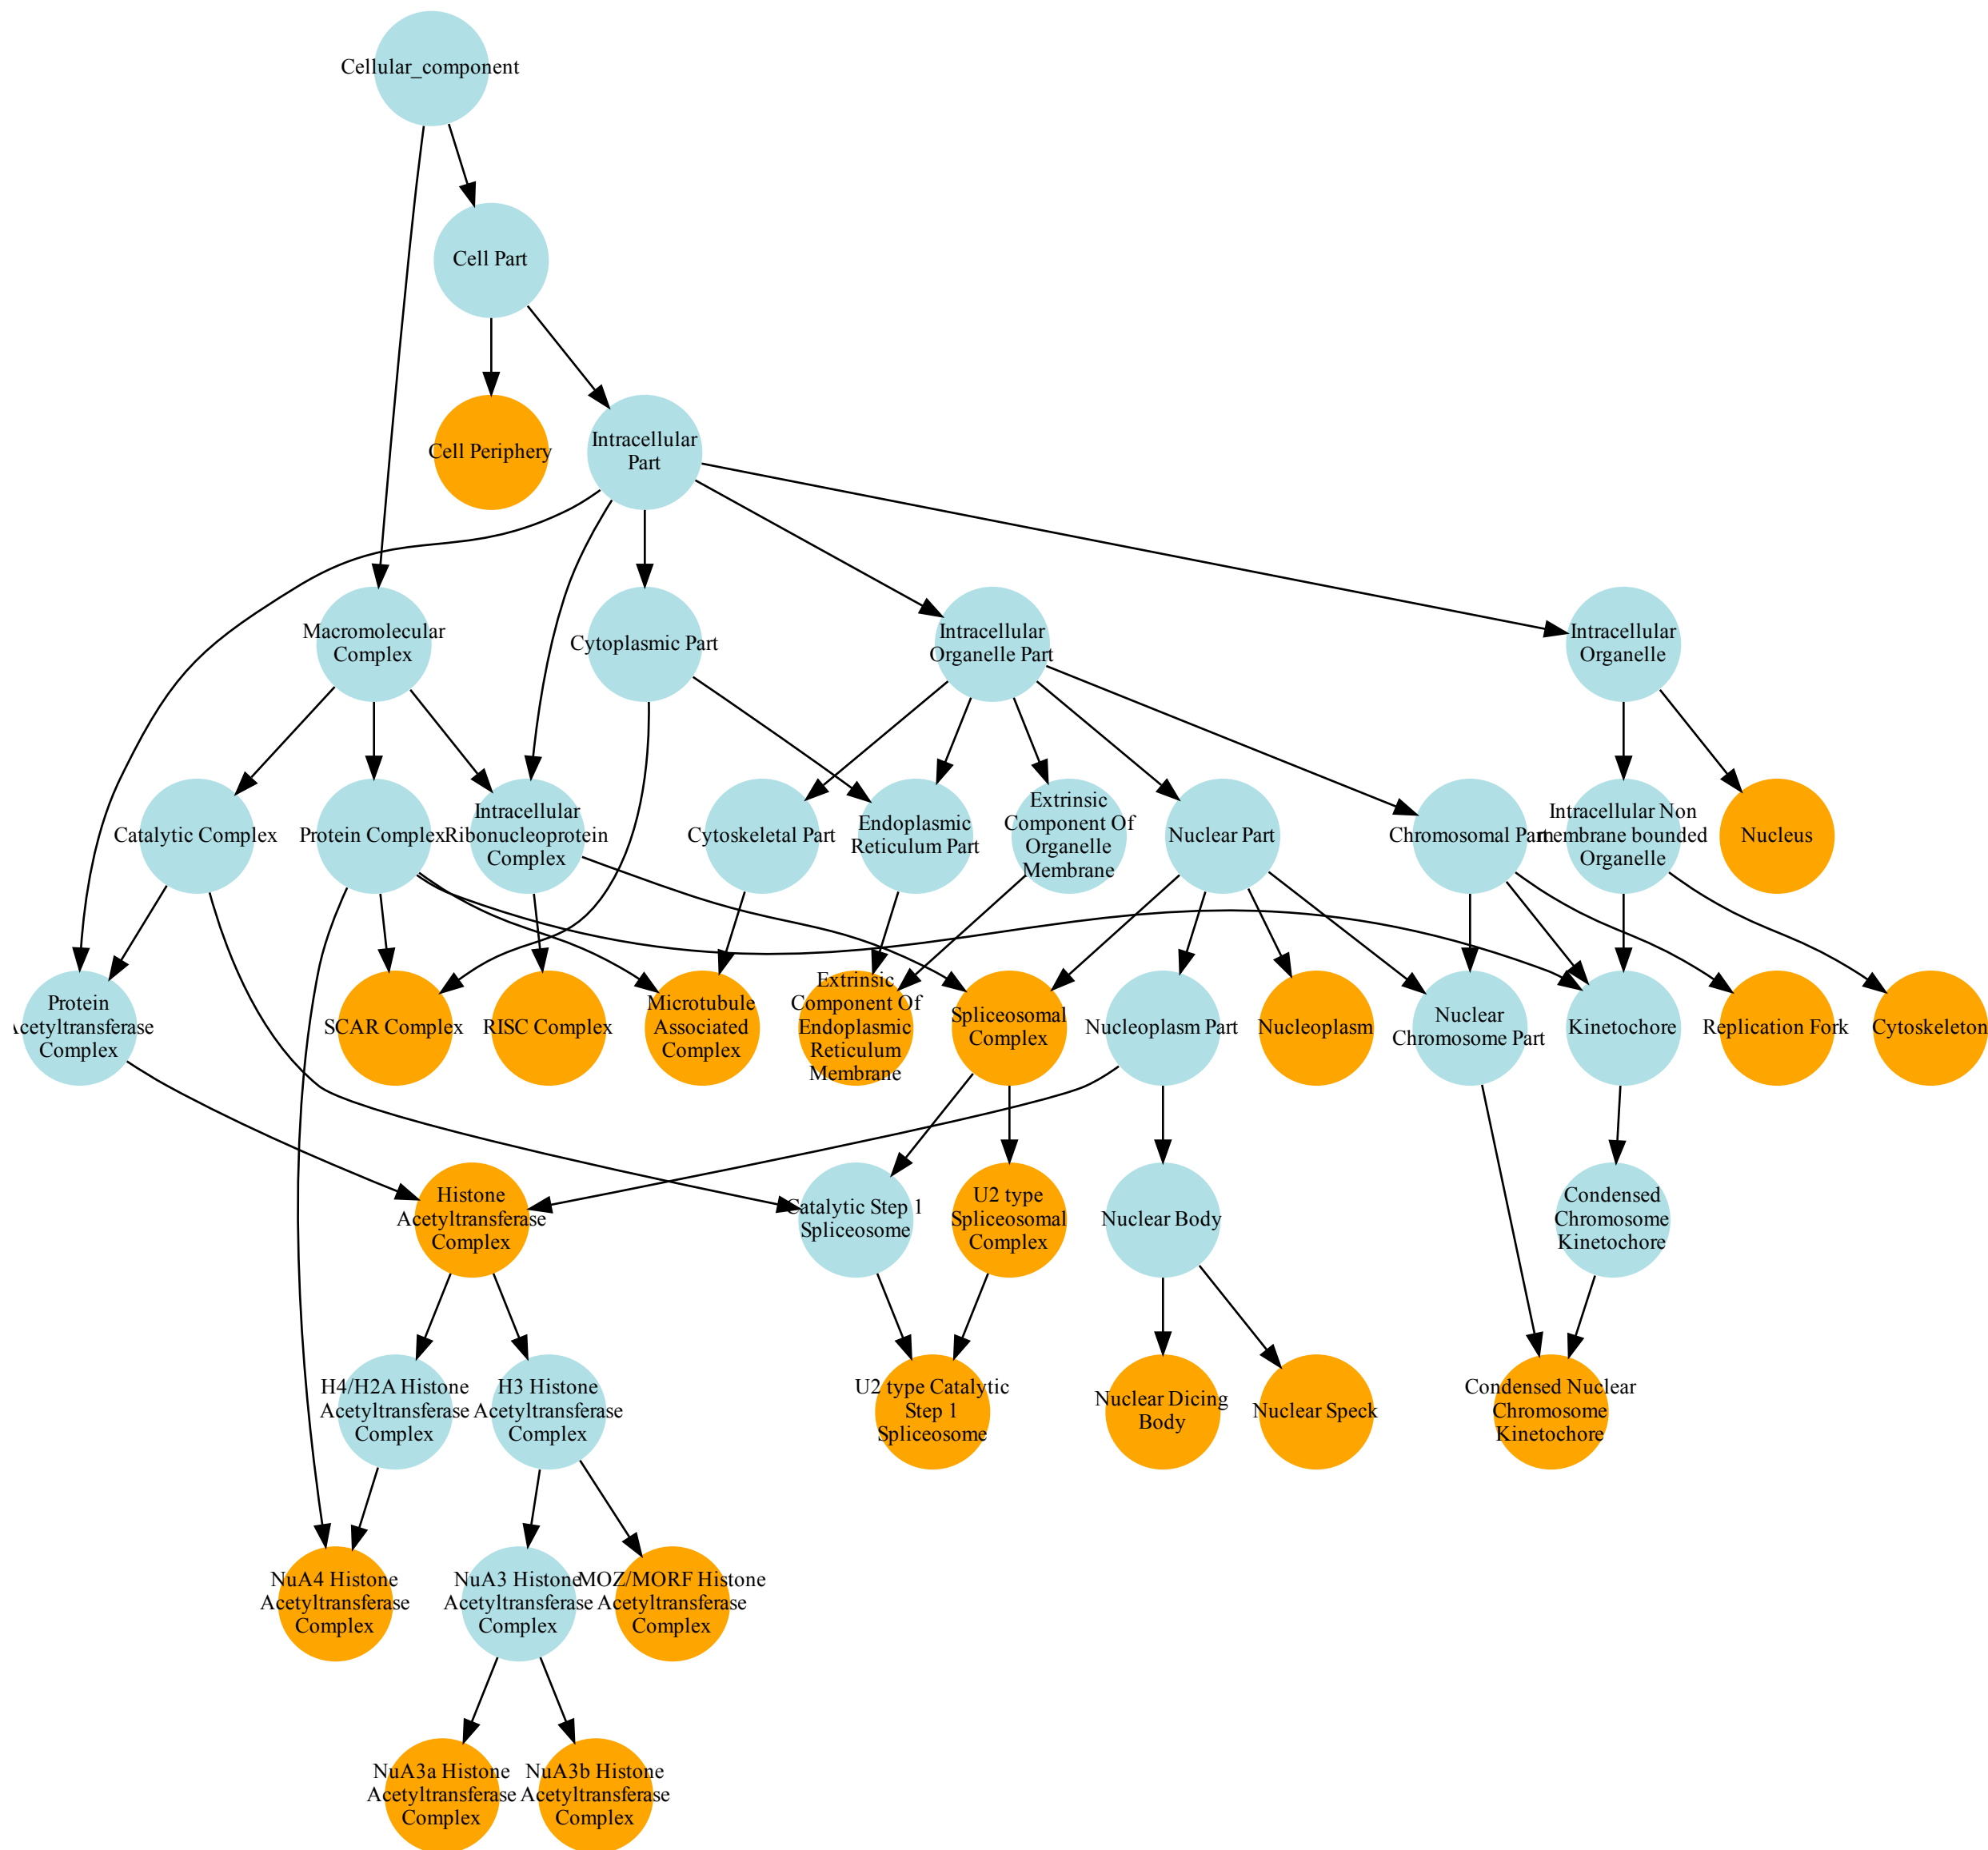 Cellular_component
Cell Part
Cell Periphery
Intracellular
Part
Macromolecular
Complex
Cytoplasmic Part
Intracellular
Organelle Part
Intracellular
Organelle
Catalytic Complex
Protein Complex
Intracellular
Ribonucleoprotein
Complex
Cytoskeletal Part
Endoplasmic
Reticulum Part
Extrinsic
Component Of
Organelle
Membrane
Nuclear Part
Chromosomal Part
Intracellular Non
membrane bounded
Organelle
Nucleus
Protein
Acetyltransferase
Complex
SCAR Complex
RISC Complex
Microtubule
Associated
Complex
Extrinsic
Component Of
Endoplasmic
Reticulum
Membrane
Spliceosomal
Complex
Nucleoplasm Part
Nucleoplasm
Nuclear
Chromosome Part
Kinetochore
Replication Fork
Cytoskeleton
Histone
Acetyltransferase
Complex
Catalytic Step 1
Spliceosome
U2 type
Spliceosomal
Complex
Nuclear Body
Condensed
Chromosome
Kinetochore
H4/H2A Histone
Acetyltransferase
Complex
H3 Histone
Acetyltransferase
Complex
U2 type Catalytic
Step 1
Spliceosome
Nuclear Dicing
Body
Nuclear Speck
Condensed Nuclear
Chromosome
Kinetochore
NuA4 Histone
Acetyltransferase
Complex
NuA3 Histone
Acetyltransferase
Complex
MOZ/MORF Histone
Acetyltransferase
Complex
NuA3a Histone
Acetyltransferase
Complex
NuA3b Histone
Acetyltransferase
Complex